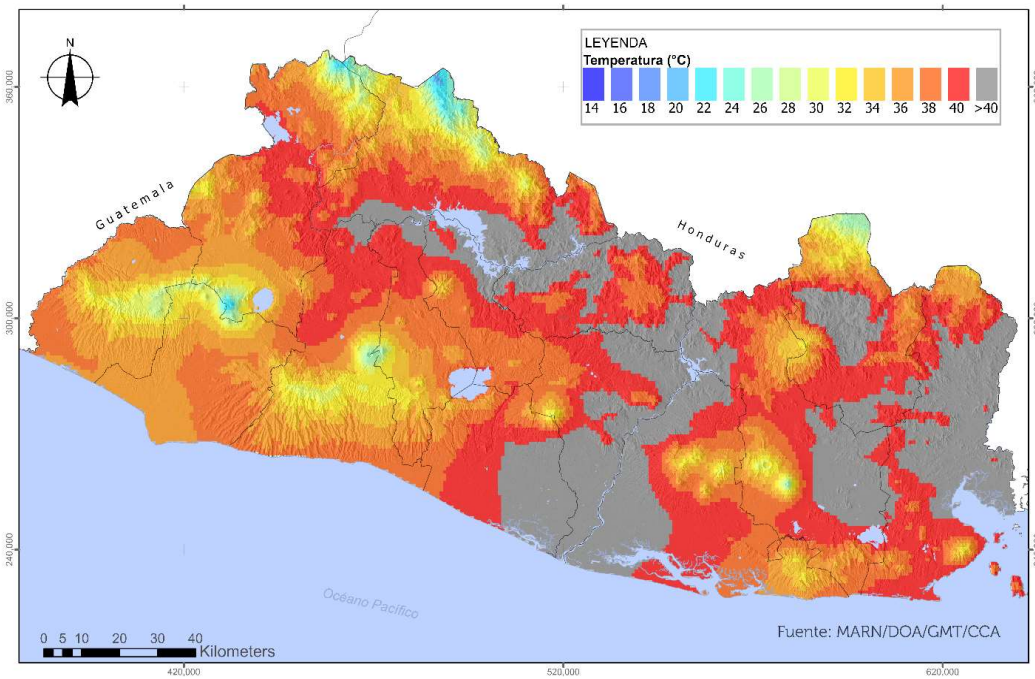 N
LEYENDA
Temperatura (°C)
14 16 18 20 22 24 26 28 30 32 34 36 38 40 >40
360,000
Guatemala
Honduras
300,000
240,000
Océano Pacífico
0 5 10 20 30 40
Kilometers
Fuente: MARN/DOA/GMT/CCA
420,000 520,000 620,000